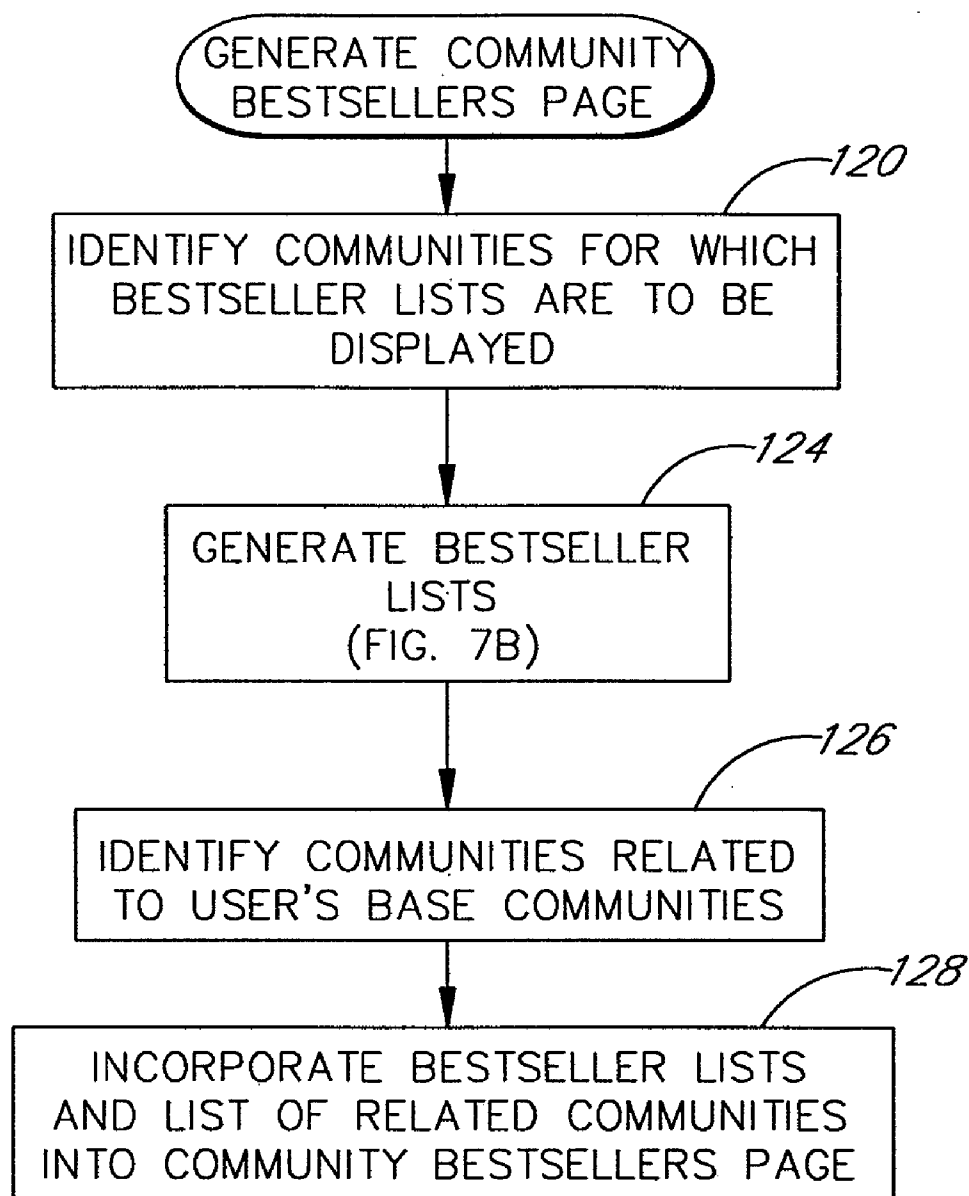 GENERATE COMMUNITY
BESTSELLERS PAGE
120
IDENTIFY COMMUNITIES FOR WHICH
BESTSELLER LISTS ARE TO BE
DISPLAYED
124
GENERATE BESTSELLER
LISTS
(FIG. 7B)
126
IDENTIFY COMMUNITIES RELATED
TO USER'S BASE COMMUNITIES
128
INCORPORATE BESTSELLER LISTS
AND LIST OF RELATED COMMUNITIES
INTO COMMUNITY BESTSELLERS PAGE